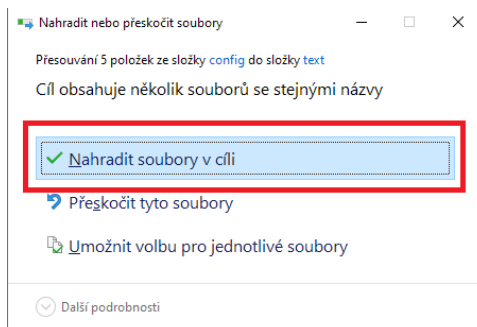 Nahradit nebo přeskočit soubory
Přesouvání 5 položek ze složky config do složky text
Cíl obsahuje několik souborů se stejnými názvy
Nahradit soubory v cíli
Přeskočit tyto soubory
Umožnit volbu pro jednotlivé soubory
Další podrobnosti